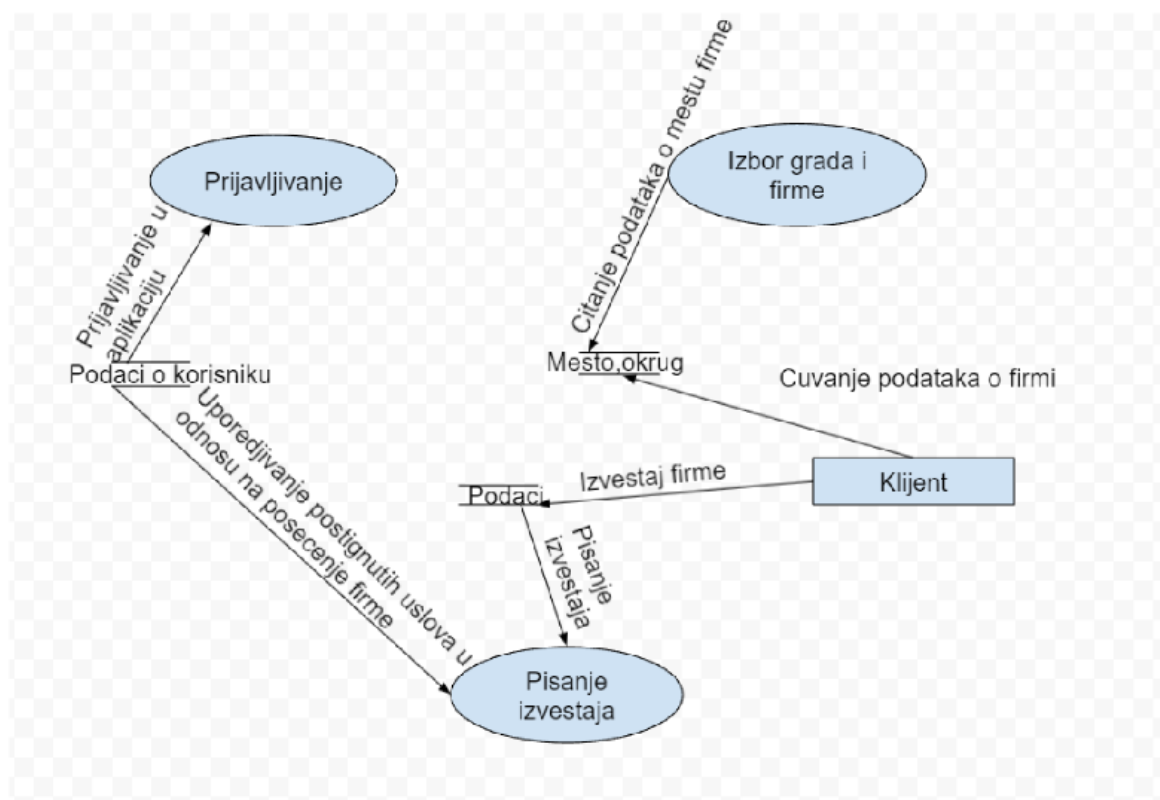 Citanje podataka o mestu firme
Prijavljivanje
Izbor grada i
firme
Prijavljivanje u
aplikaciju
Podaci o korisniku
Mesto,okrug
Cuvanje podataka o firmi
Uporedjivanje postignutih uslova u
odnosu na posecenje firme
Izvestaj firme
Podaci
Klijent
Pisanje
izvestaja
Pisanje
izvestaja